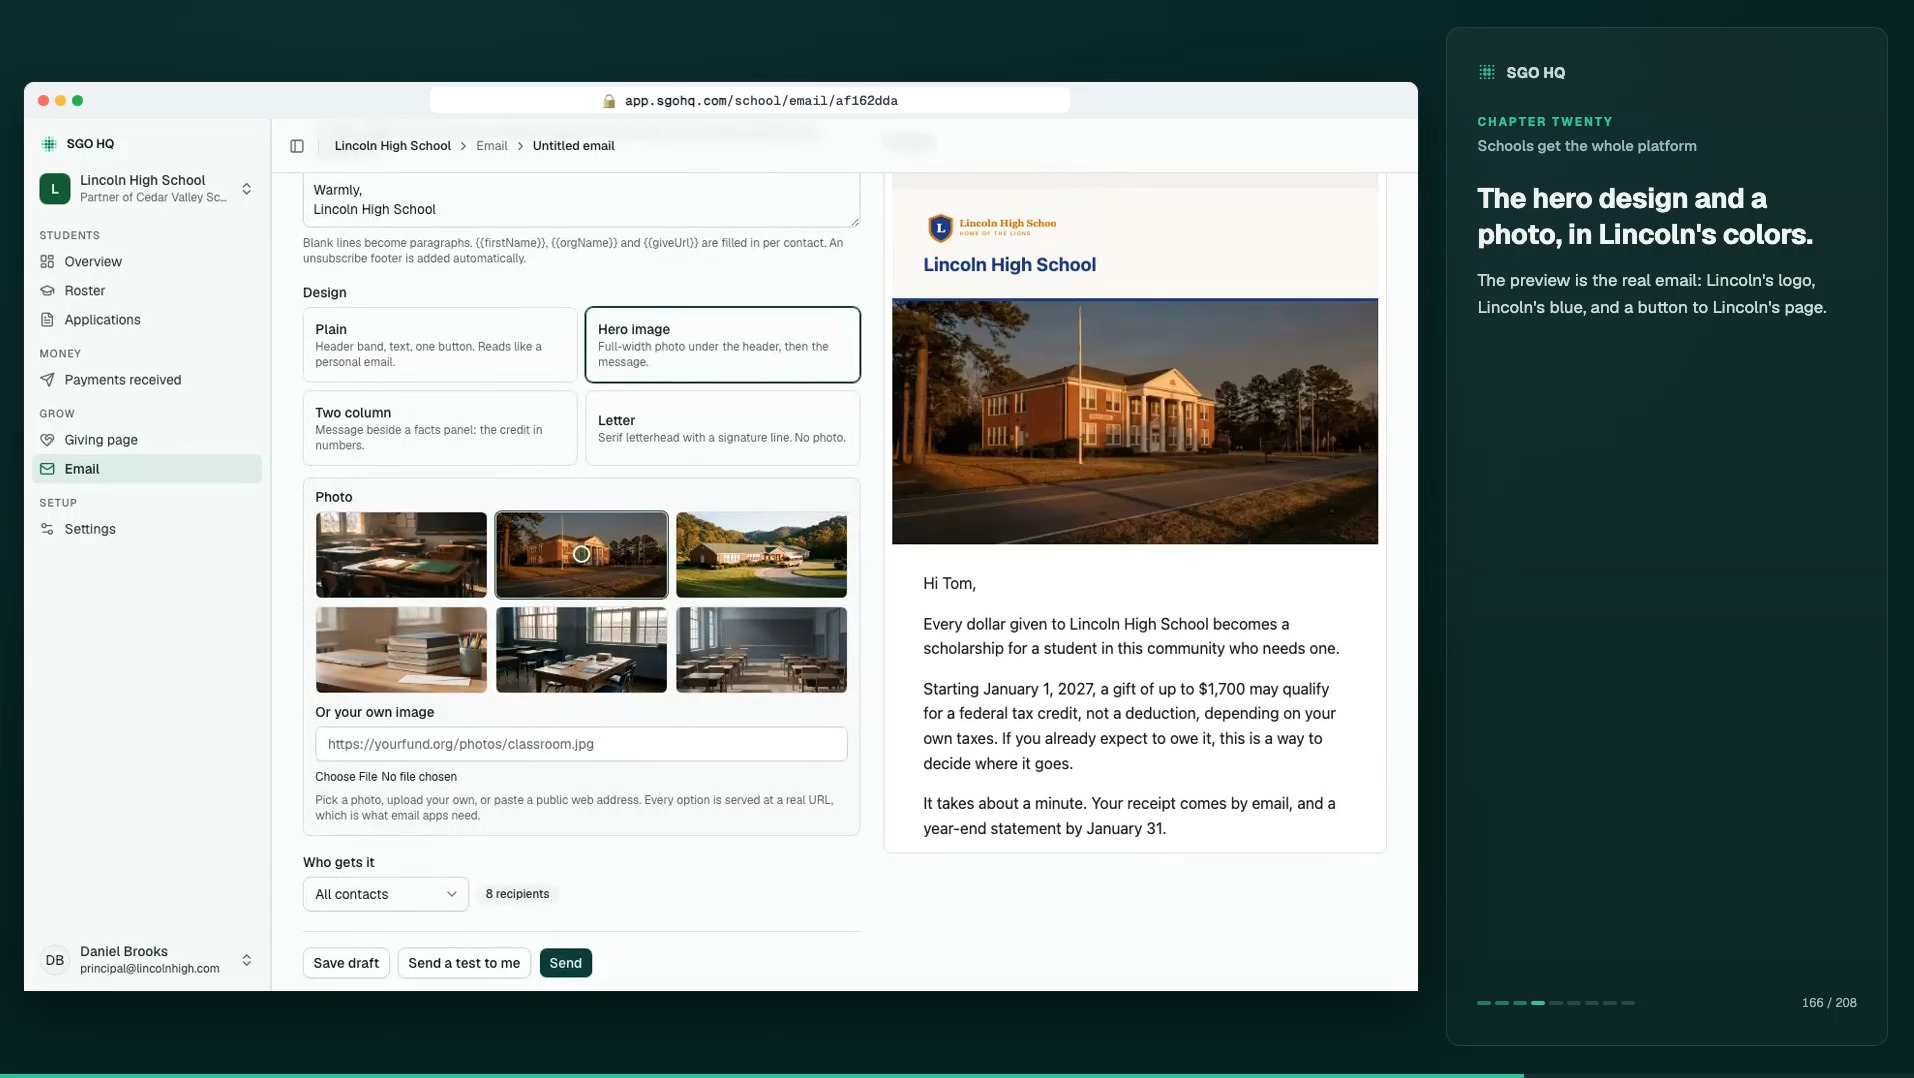 app.sgohq.com/school/email/af162dda
SGO HQ
Lincoln High School
Partner of Cedar Valley Sc...
STUDENTS
Overview
Roster
Applications
MONEY
Payments received
GROW
Giving page
Email
SETUP
Settings
DB
Daniel Brooks
principal@lincolnhigh.com
Lincoln High School > Email > Untitled email
Warmly,
Lincoln High School
Blank lines become paragraphs. {{firstName}}, {{orgName}} and {{giveUrl}} are filled in per contact. An
unsubscribe footer is added automatically.
Design
Plain
Header band, text, one button. Reads like a
personal email.
Hero image
Full-width photo under the header, then the
message.
Two column
Message beside a facts panel: the credit in
numbers.
Letter
Serif letterhead with a signature line. No photo.
Photo
Or your own image
https://yourfund.org/photos/classroom.jpg
Choose File No file chosen
Pick a photo, upload your own, or paste a public web address. Every option is served at a real URL,
which is what email apps need.
Who gets it
All contacts
8 recipients
Save draft
Send a test to me
Send
L
Lincoln High Schoo
HOME OF THE LIONS
Lincoln High School
Hi Tom,
Every dollar given to Lincoln High School becomes a
scholarship for a student in this community who needs one.
Starting January 1, 2027, a gift of up to $1,700 may qualify
for a federal tax credit, not a deduction, depending on your
own taxes. If you already expect to owe it, this is a way to
decide where it goes.
It takes about a minute. Your receipt comes by email, and a
year-end statement by January 31.
SGO HQ
CHAPTER TWENTY
Schools get the whole platform
The hero design and a
photo, in Lincoln's colors.
The preview is the real email: Lincoln's logo,
Lincoln's blue, and a button to Lincoln's page.
166 / 208